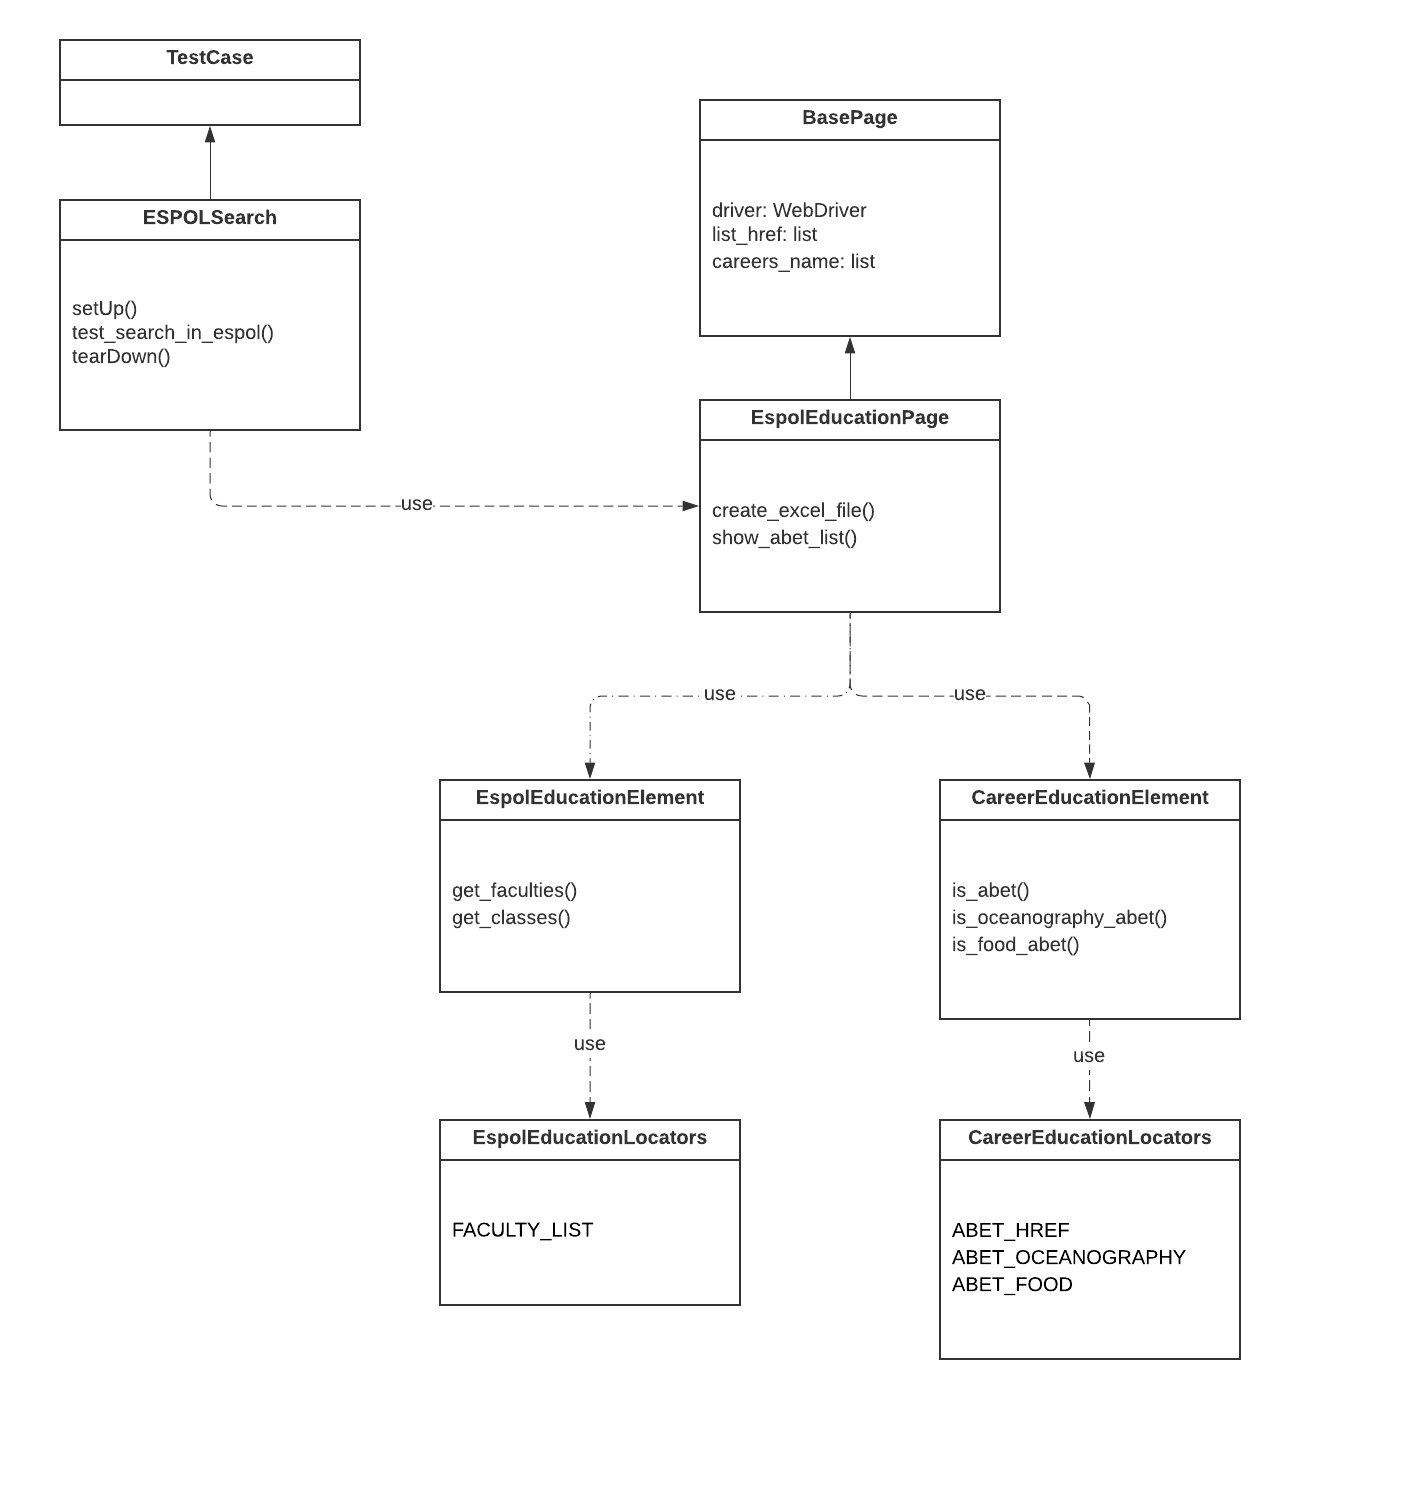 TestCase
BasePage
driver: WebDriver
list_href: list
careers_name: list
ESPOLSearch
setUp()
test_search_in_espol()
tearDown()
EspolEducationPage
create_excel_file()
show_abet_list()
use
use
use
EspolEducationElement
get_faculties()
get_classes()
CareerEducationElement
is_abet()
is_oceanography_abet()
is_food_abet()
use
use
EspolEducationLocators
FACULTY_LIST
CareerEducationLocators
ABET_HREF
ABET_OCEANOGRAPHY
ABET_FOOD